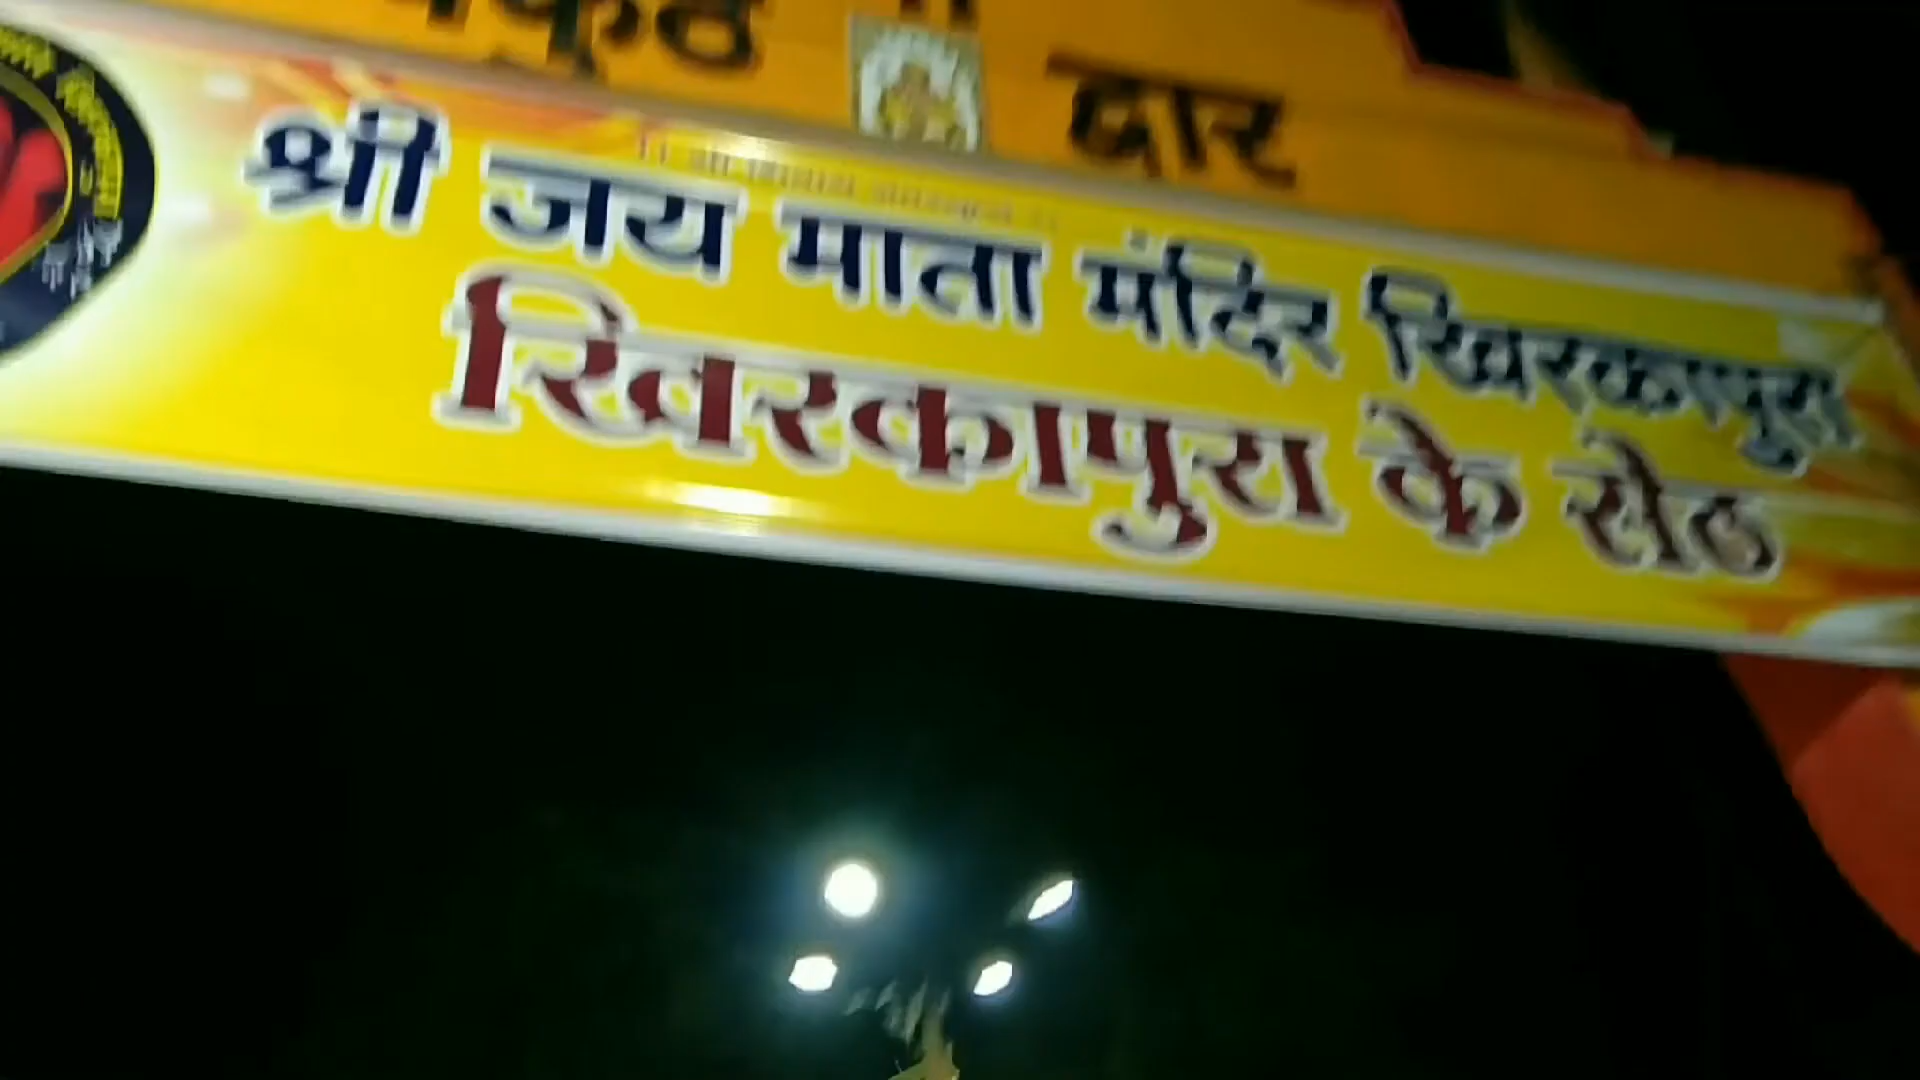 द्वार
श्री जय माता मंदिर खिरकापुरा
खिरकापुरा के सेठ